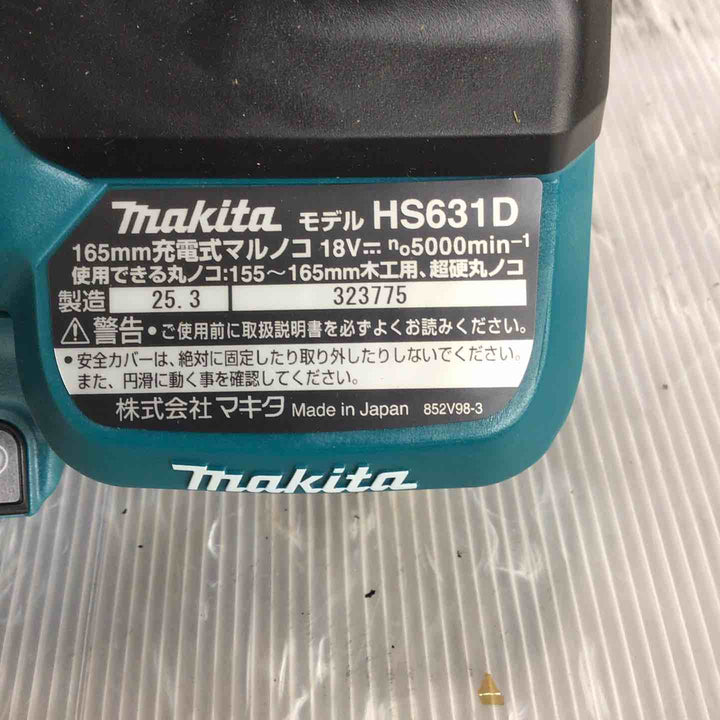 makita モデル HS631D
165mm充電式マルノコ 18V⎓ n₀5000min⁻¹
使用できる丸ノコ:155～165mm木工用、超硬丸ノコ
製造 25.3 323775
⚠警告 •ご使用前に取扱説明書を必ずよくお読みください。
•安全カバーは、絶対に固定したり取り外したりしないでください。
また、円滑に動く事を確認してください。
株式会社マキタ Made in Japan 852V98-3
makita